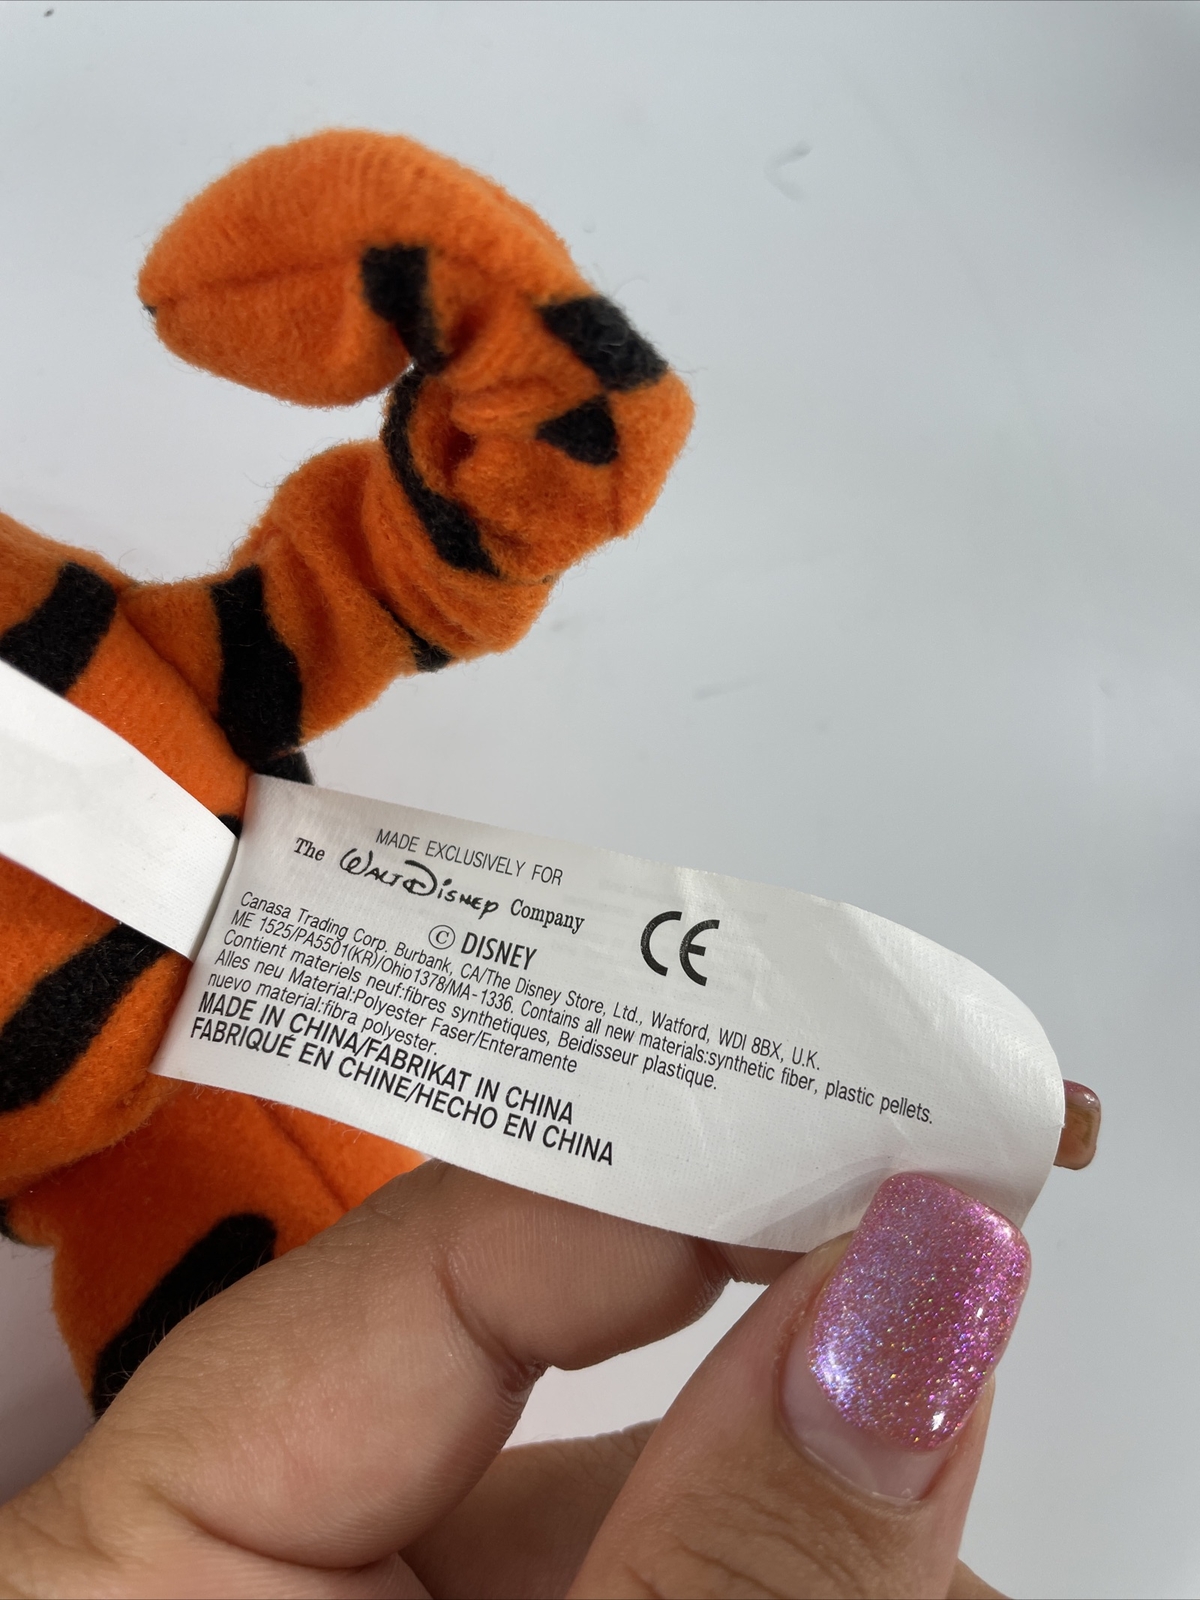 MADE EXCLUSIVELY FOR
The WALT DISNEP Company
© DISNEY
CE
Canasa Trading Corp. Burbank, CA/The Disney Store, Ltd., Watford, WDI 8BX, U.K.
ME 1525/PA5501(KR)/Ohio1378/MA-1336. Contains all new materials:synthetic fiber, plastic pellets.
Contient materiels neuf:fibres synthetiques, Beidisseur plastique.
Alles neu Material:Polyester Faser/Enteramente
nuevo material:fibra polyester.
MADE IN CHINA/FABRIKAT IN CHINA
FABRIQUÉ EN CHINE/HECHO EN CHINA